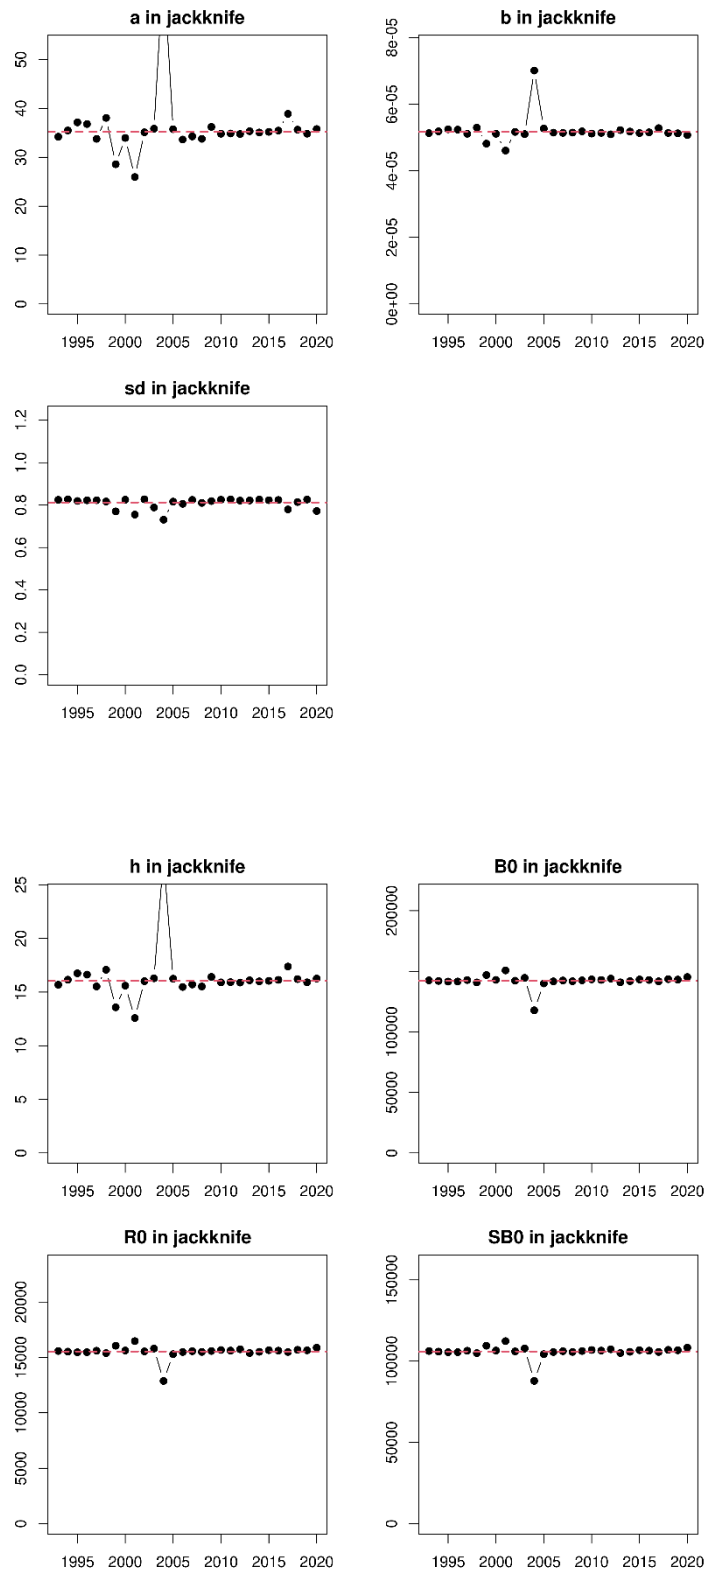 a in jackknife
b in jackknife
50
40
30
20
10
0
1995 2000 2005 2010 2015 2020
8e-05
6e-05
4e-05
2e-05
0e+00
1995 2000 2005 2010 2015 2020
sd in jackknife
1.2
1.0
0.8
0.6
0.4
0.2
0.0
1995 2000 2005 2010 2015 2020
h in jackknife
B0 in jackknife
25
20
15
10
5
0
1995 2000 2005 2010 2015 2020
200000
100000
50000
0
1995 2000 2005 2010 2015 2020
R0 in jackknife
SB0 in jackknife
20000
15000
10000
5000
0
1995 2000 2005 2010 2015 2020
150000
100000
50000
0
1995 2000 2005 2010 2015 2020